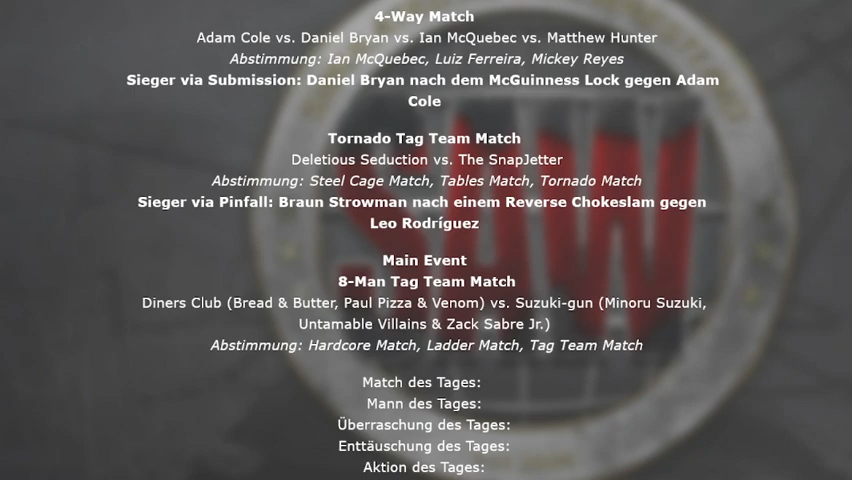 4-Way Match
Adam Cole vs. Daniel Bryan vs. Ian McQuebec vs. Matthew Hunter
Abstimmung: Ian McQuebec, Luiz Ferreira, Mickey Reyes
Sieger via Submission: Daniel Bryan nach dem McGuinness Lock gegen Adam
Cole
Tornado Tag Team Match
Deletious Seduction vs. The SnapJetter
Abstimmung: Steel Cage Match, Tables Match, Tornado Match
Sieger via Pinfall: Braun Strowman nach einem Reverse Chokeslam gegen
Leo Rodríguez
Main Event
8-Man Tag Team Match
Diners Club (Bread & Butter, Paul Pizza & Venom) vs. Suzuki-gun (Minoru Suzuki,
Untamable Villains & Zack Sabre Jr.)
Abstimmung: Hardcore Match, Ladder Match, Tag Team Match
Match des Tages:
Mann des Tages:
Überraschung des Tages:
Enttäuschung des Tages:
Aktion des Tages: